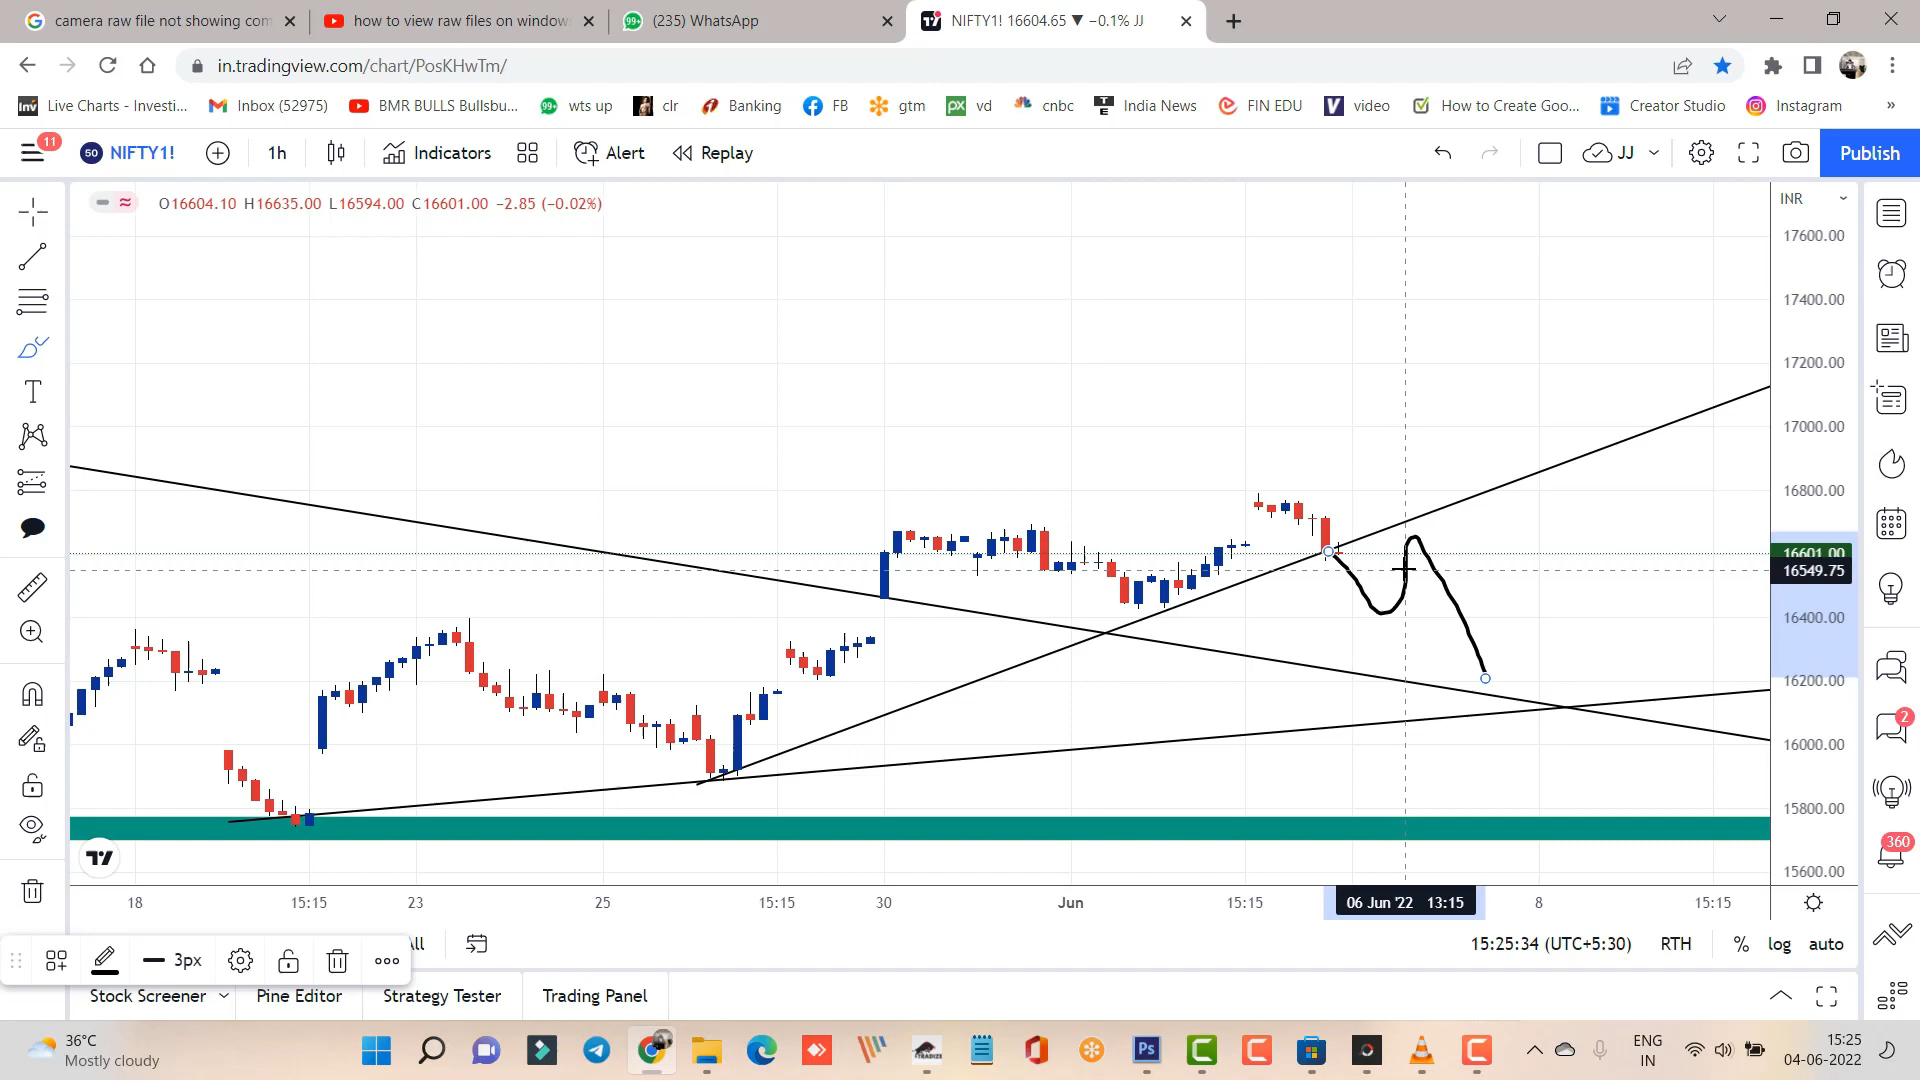 camera raw file not showing com
how to view raw files on window
99+ (235) WhatsApp
NIFTY1! 16604.65 ▼ −0.1% JJ
in.tradingview.com/chart/PosKHwTm/
Inv Live Charts - Investi...
Inbox (52975)
BMR BULLS Bullsbu...
99+ wts up
clr
Banking
FB
gtm
px vd
cnbc
India News
FIN EDU
V video
How to Create Goo...
Creator Studio
Instagram
»
11
50 NIFTY1!
1h
Indicators
Alert
Replay
JJ
Publish
O16604.10 H16635.00 L16594.00 C16601.00 −2.85 (−0.02%)
INR
17600.00
17400.00
17200.00
17000.00
16800.00
16601.00
16549.75
16400.00
16200.00
16000.00
15800.00
15600.00
2
360
18
15:15
23
25
15:15
30
Jun
15:15
06 Jun '22 13:15
8
15:15
All
15:25:34 (UTC+5:30)
RTH
%
log
auto
3px
Stock Screener
Pine Editor
Strategy Tester
Trading Panel
36°C
Mostly cloudy
Ps
ENG
IN
15:25
04-06-2022